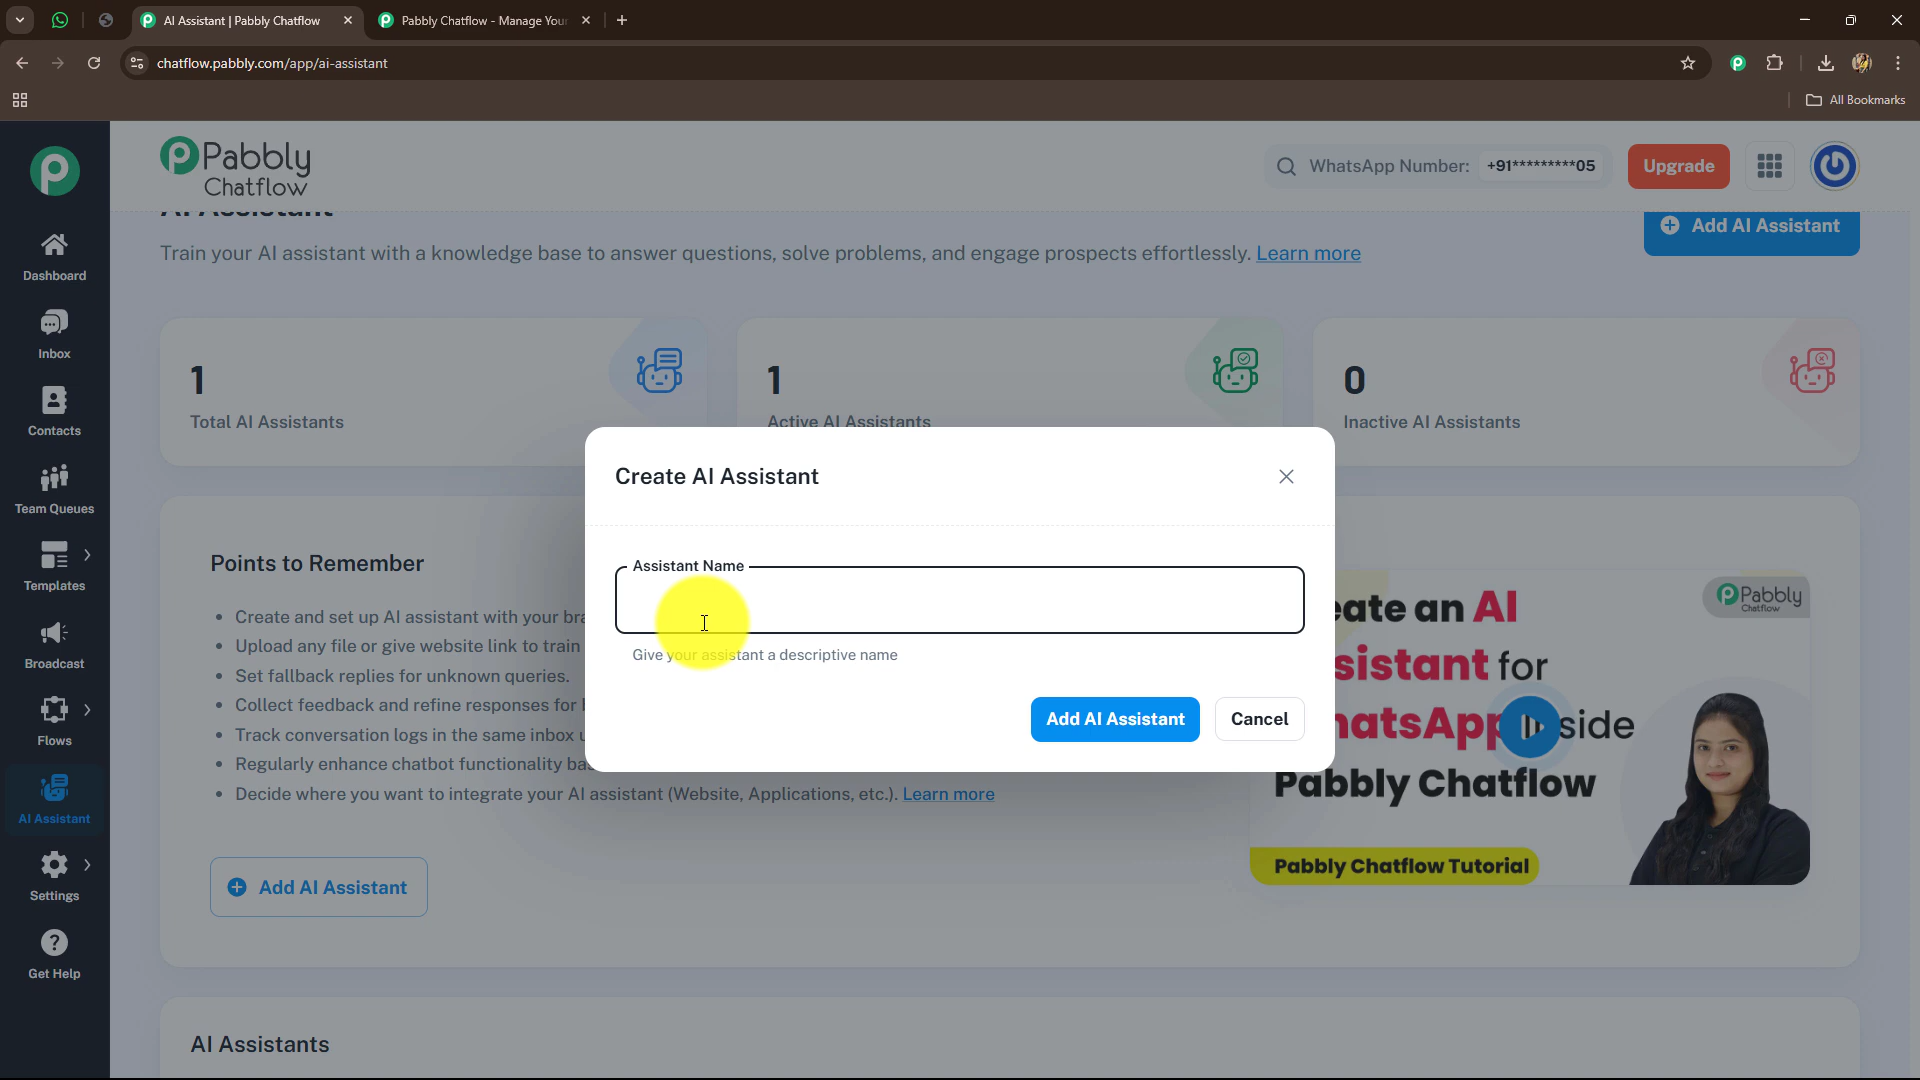 AI Assistant | Pabbly Chatflow
Pabbly Chatflow - Manage You
chatflow.pabbly.com/app/ai-assistant
All Bookmarks
Pabbly
Chatflow
WhatsApp Number: +91*********05
Upgrade
Dashboard
Inbox
Contacts
Team Queues
Templates
Broadcast
Flows
AI Assistant
Settings
Get Help
AI Assistant
Train your AI assistant with a knowledge base to answer questions, solve problems, and engage prospects effortlessly. Learn more
Add AI Assistant
1
Total AI Assistants
1
Active AI Assistants
0
Inactive AI Assistants
Create AI Assistant
Assistant Name
Give your assistant a descriptive name
Add AI Assistant
Cancel
Points to Remember
• Create and set up AI assistant with your bra
• Upload any file or give website link to train
• Set fallback replies for unknown queries.
• Collect feedback and refine responses for
• Track conversation logs in the same inbox
• Regularly enhance chatbot functionality ba
• Decide where you want to integrate your AI assistant (Website, Applications, etc.). Learn more
Add AI Assistant
Pabbly
Chatflow
eate an AI
sistant for
hatsApp Inside
Pabbly Chatflow
Pabbly Chatflow Tutorial
AI Assistants